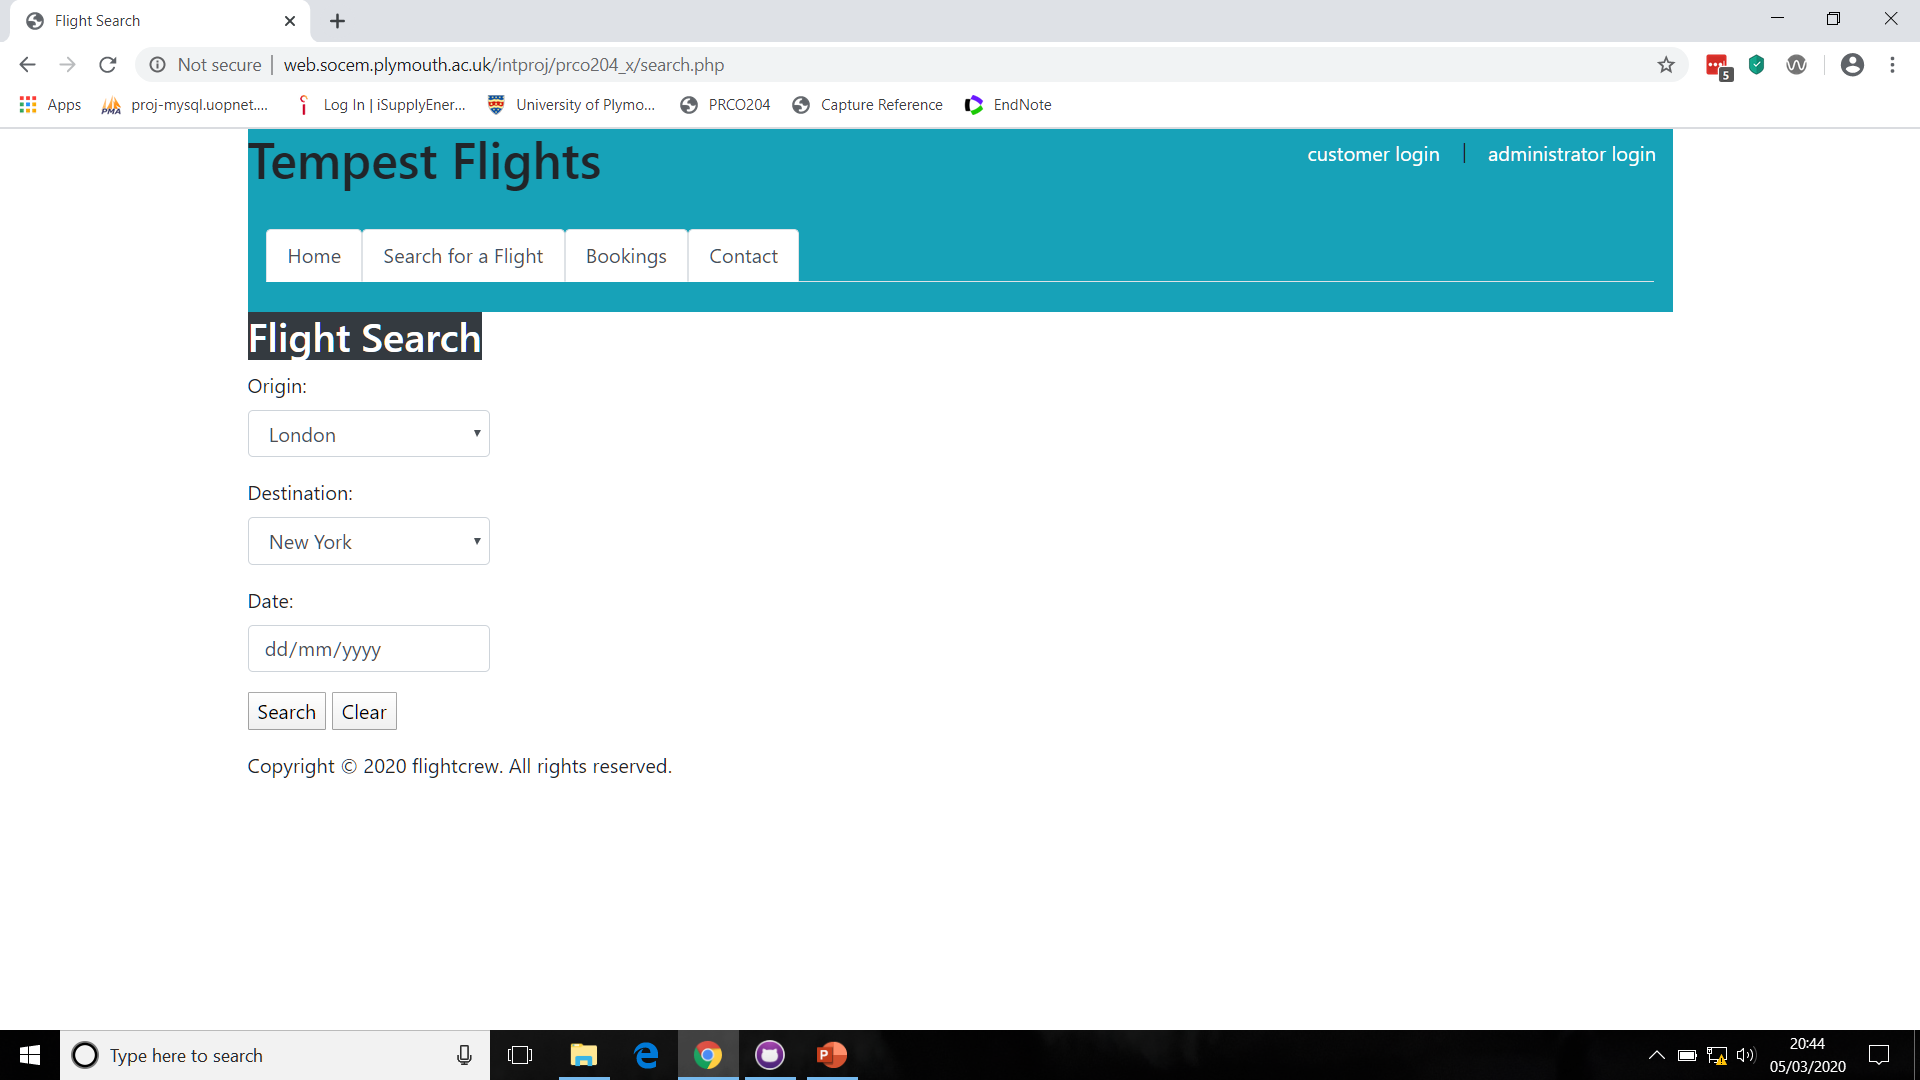 Flight Search
Not secure | web.socem.plymouth.ac.uk/intproj/prco204_x/search.php
5
Apps PMA proj-mysql.uopnet.... Log In | iSupplyEner... University of Plymo... PRCO204 Capture Reference EndNote
Tempest Flights
customer login | administrator login
Home Search for a Flight Bookings Contact
Flight Search
Origin:
London
Destination:
New York
Date:
dd/mm/yyyy
Search Clear
Copyright © 2020 flightcrew. All rights reserved.
Type here to search
P
20:44
05/03/2020